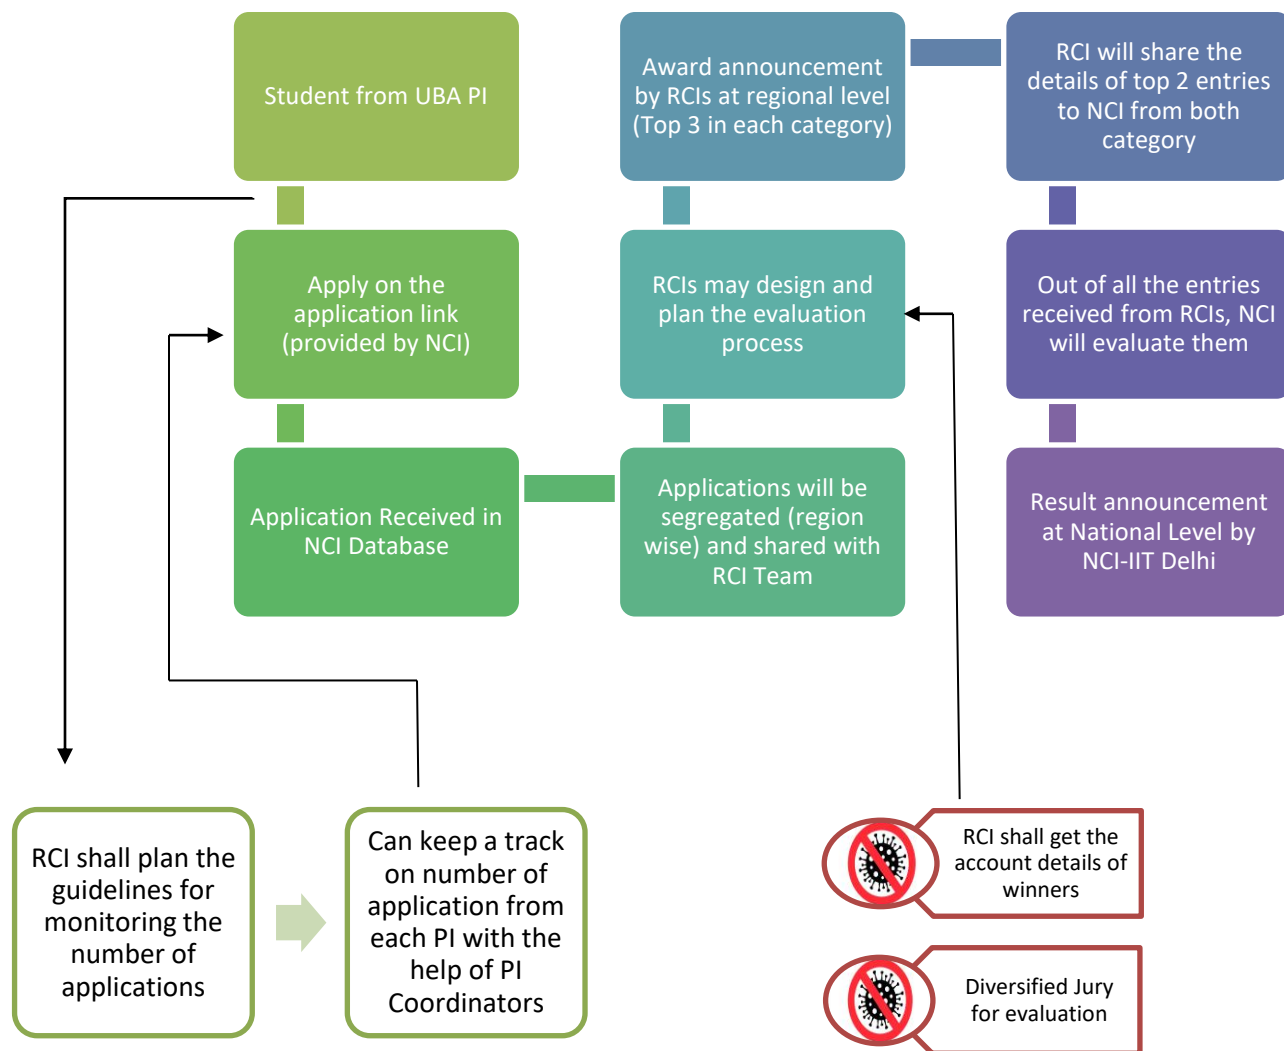 Student from UBA PI
Apply on the
application link
(provided by NCI)
Application Received in
NCI Database
Applications will be
segregated (region
wise) and shared with
RCI Team
RCIs may design and
plan the evaluation
process
Award announcement
by RCIs at regional level
(Top 3 in each category)
RCI will share the
details of top 2 entries
to NCI from both
category
Out of all the entries
received from RCIs, NCI
will evaluate them
Result announcement
at National Level by
NCI-IIT Delhi
RCI shall plan the
guidelines for
monitoring the
number of
applications
Can keep a track
on number of
application from
each PI with the
help of PI
Coordinators
RCI shall get the
account details of
winners
Diversified Jury
for evaluation